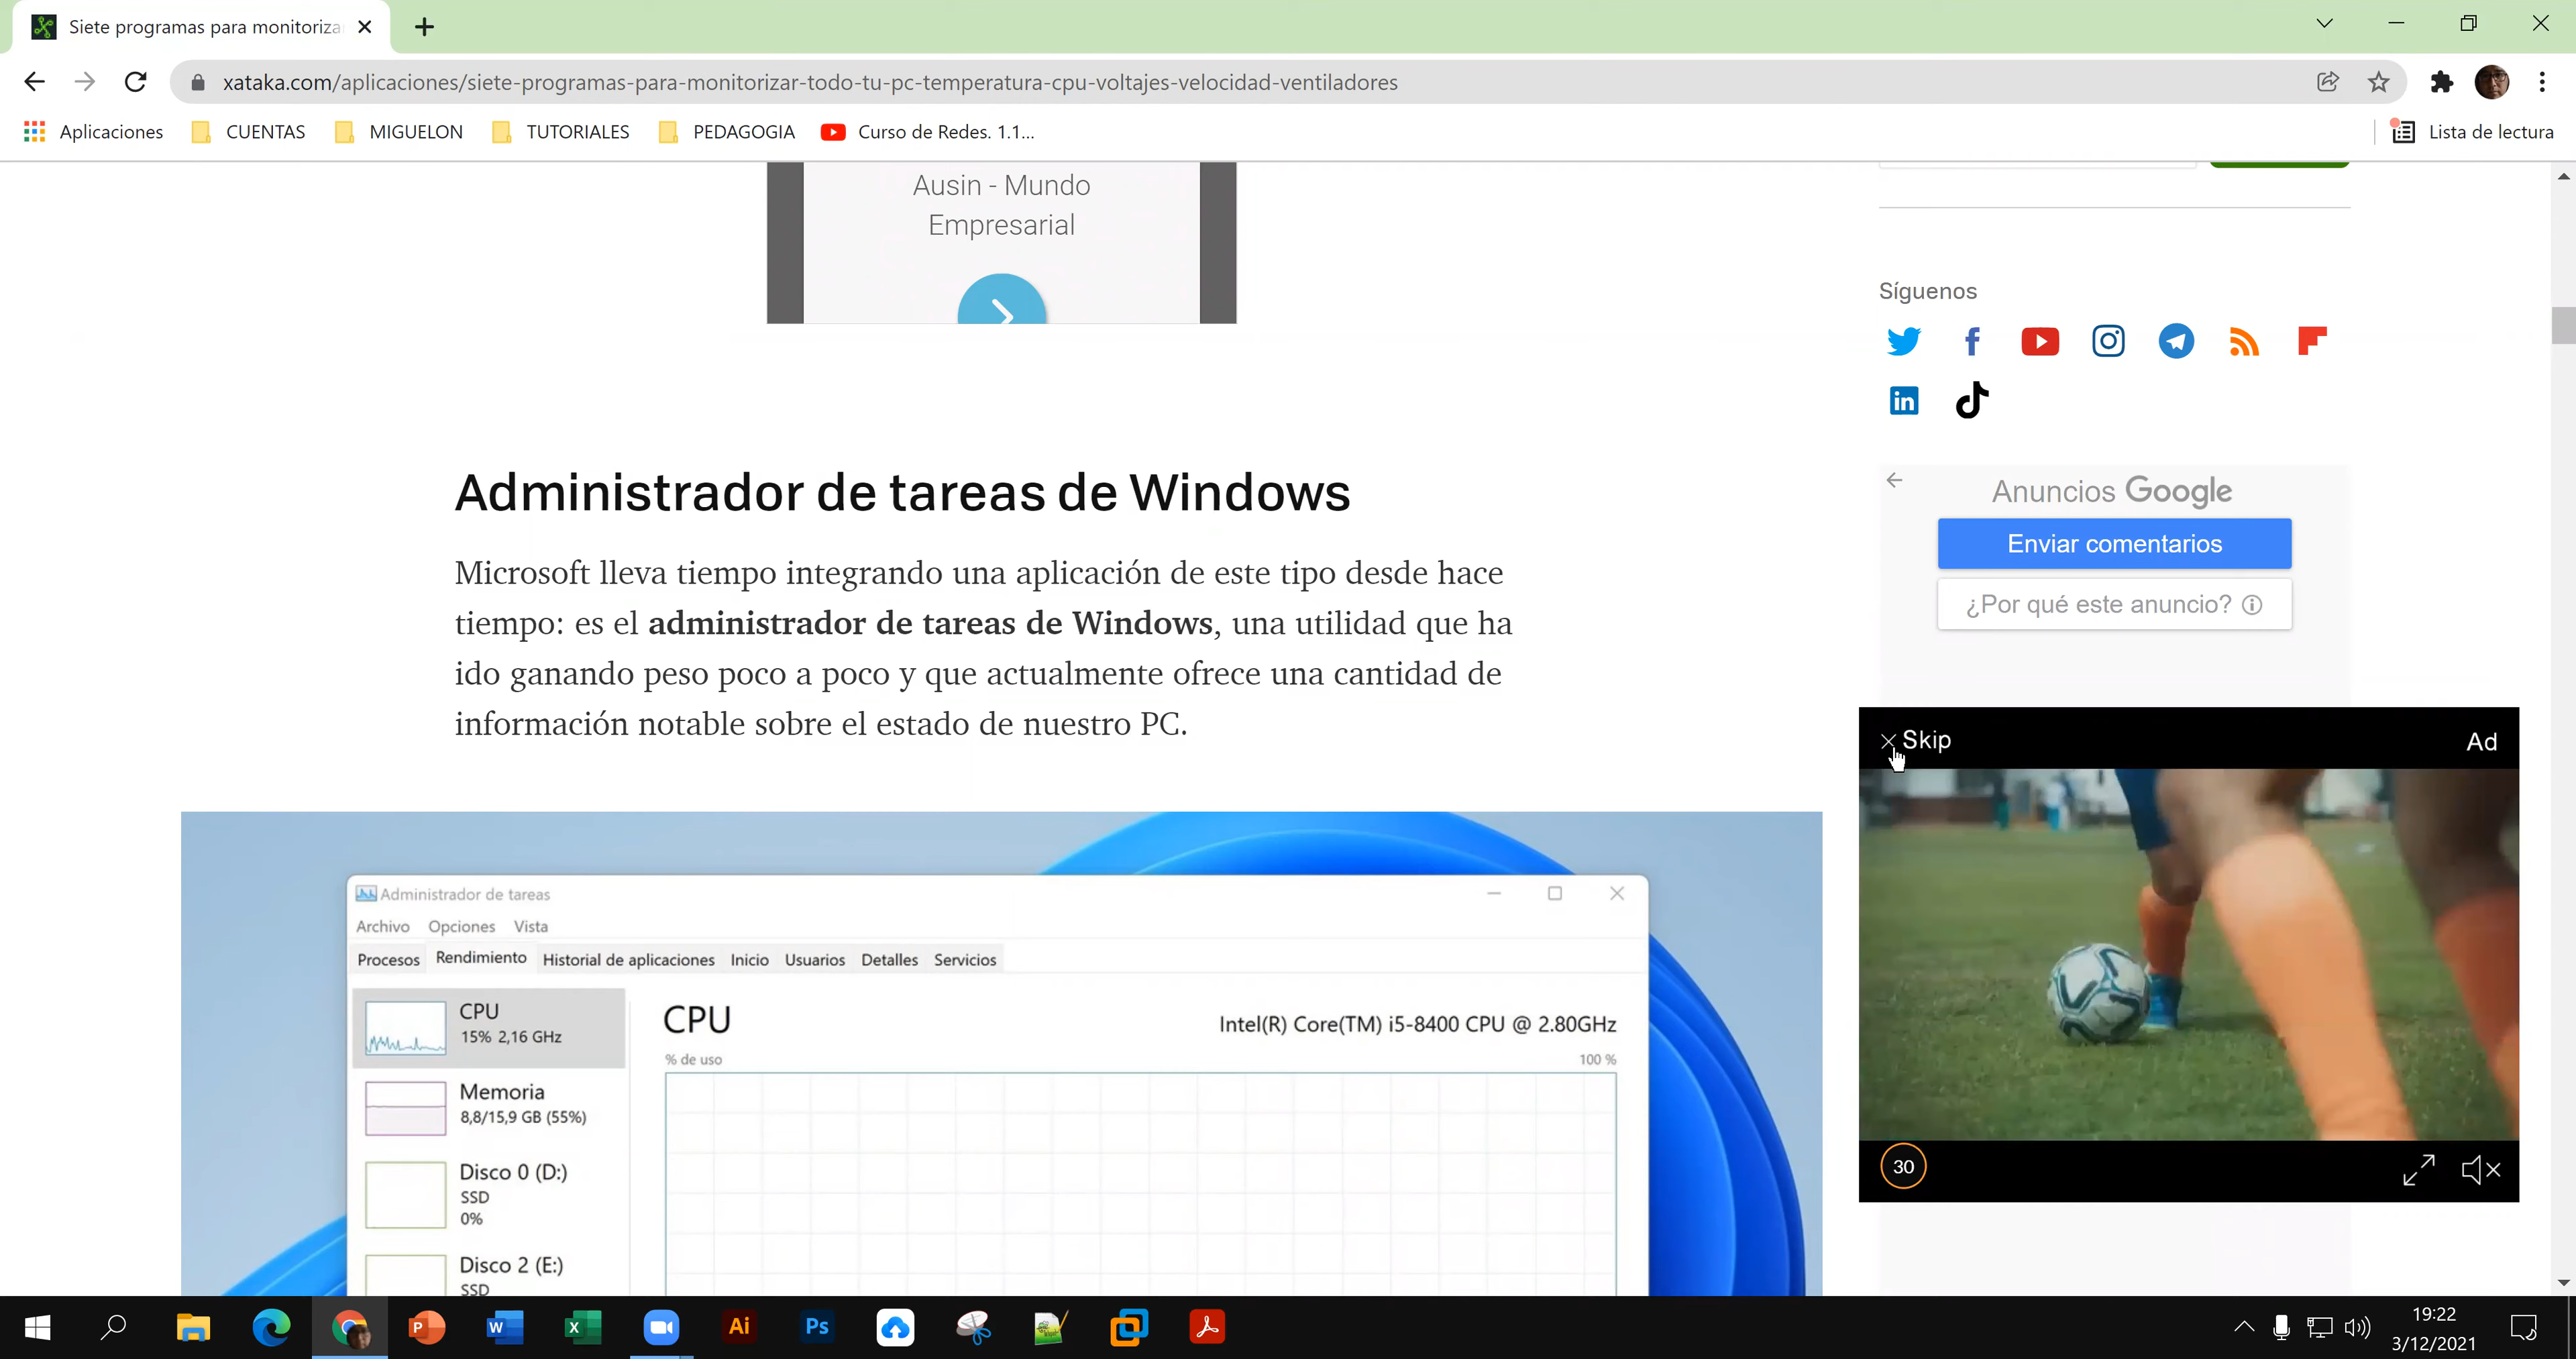 Siete programas para monitoriza
xataka.com/aplicaciones/siete-programas-para-monitorizar-todo-tu-pc-temperatura-cpu-voltajes-velocidad-ventiladores
Aplicaciones CUENTAS MIGUELON TUTORIALES PEDAGOGIA Curso de Redes. 1.1... Lista de lectura
Ausin - Mundo
Empresarial
Síguenos
Anuncios Google
Enviar comentarios
¿Por qué este anuncio?
Administrador de tareas de Windows
Microsoft lleva tiempo integrando una aplicación de este tipo desde hace
tiempo: es el administrador de tareas de Windows, una utilidad que ha
ido ganando peso poco a poco y que actualmente ofrece una cantidad de
información notable sobre el estado de nuestro PC.
Skip Ad
30
Administrador de tareas
Archivo Opciones Vista
Procesos Rendimiento Historial de aplicaciones Inicio Usuarios Detalles Servicios
CPU
15% 2,16 GHz
Memoria
8,8/15,9 GB (55%)
Disco 0 (D:)
SSD
0%
Disco 2 (E:)
SSD
CPU Intel(R) Core(TM) i5-8400 CPU @ 2.80GHz
% de uso 100 %
19:22
3/12/2021